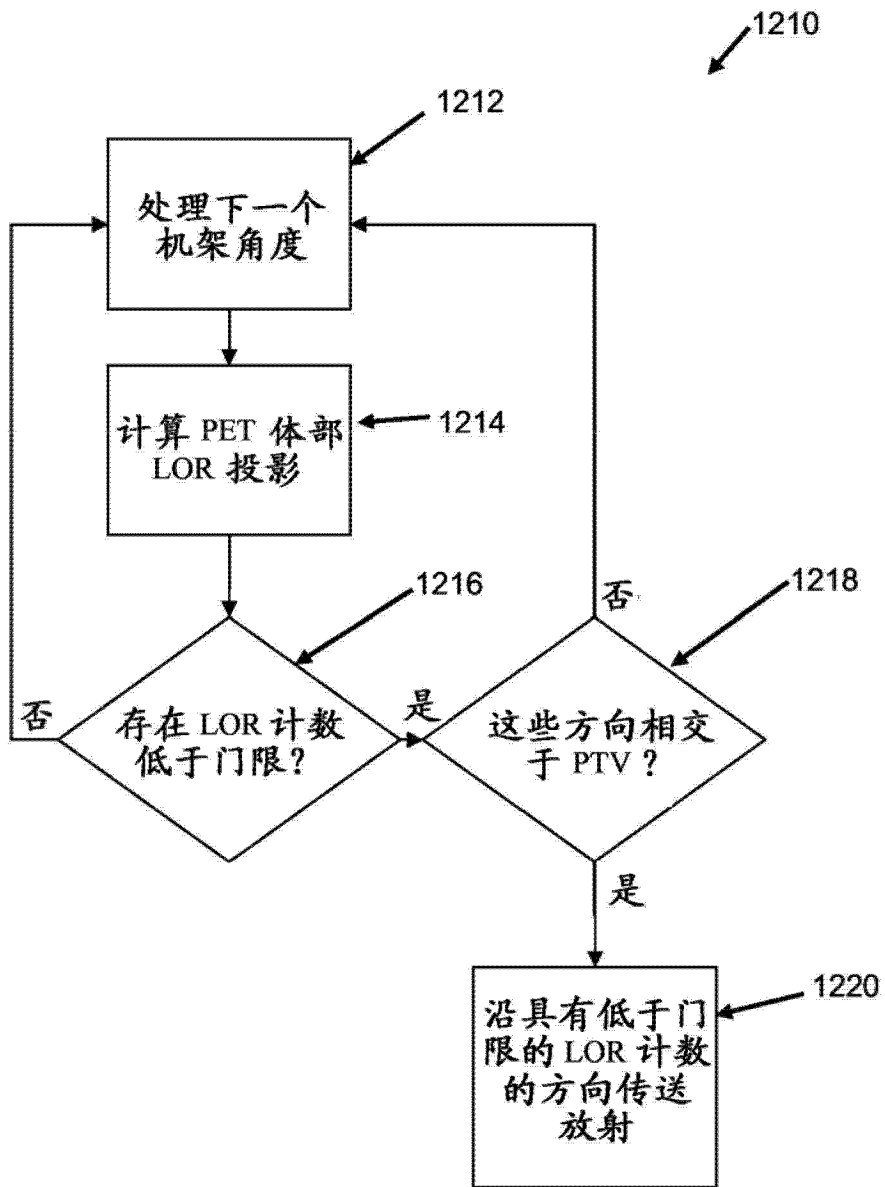 1210
1212
处理下一个
机架角度
计算 PET 体部
LOR 投影
1214
1216
1218
否
否
存在 LOR 计数
低于门限?
是
这些方向相交
于 PTV?
是
1220
沿具有低于门
限的 LOR 计数
的方向传送
放射